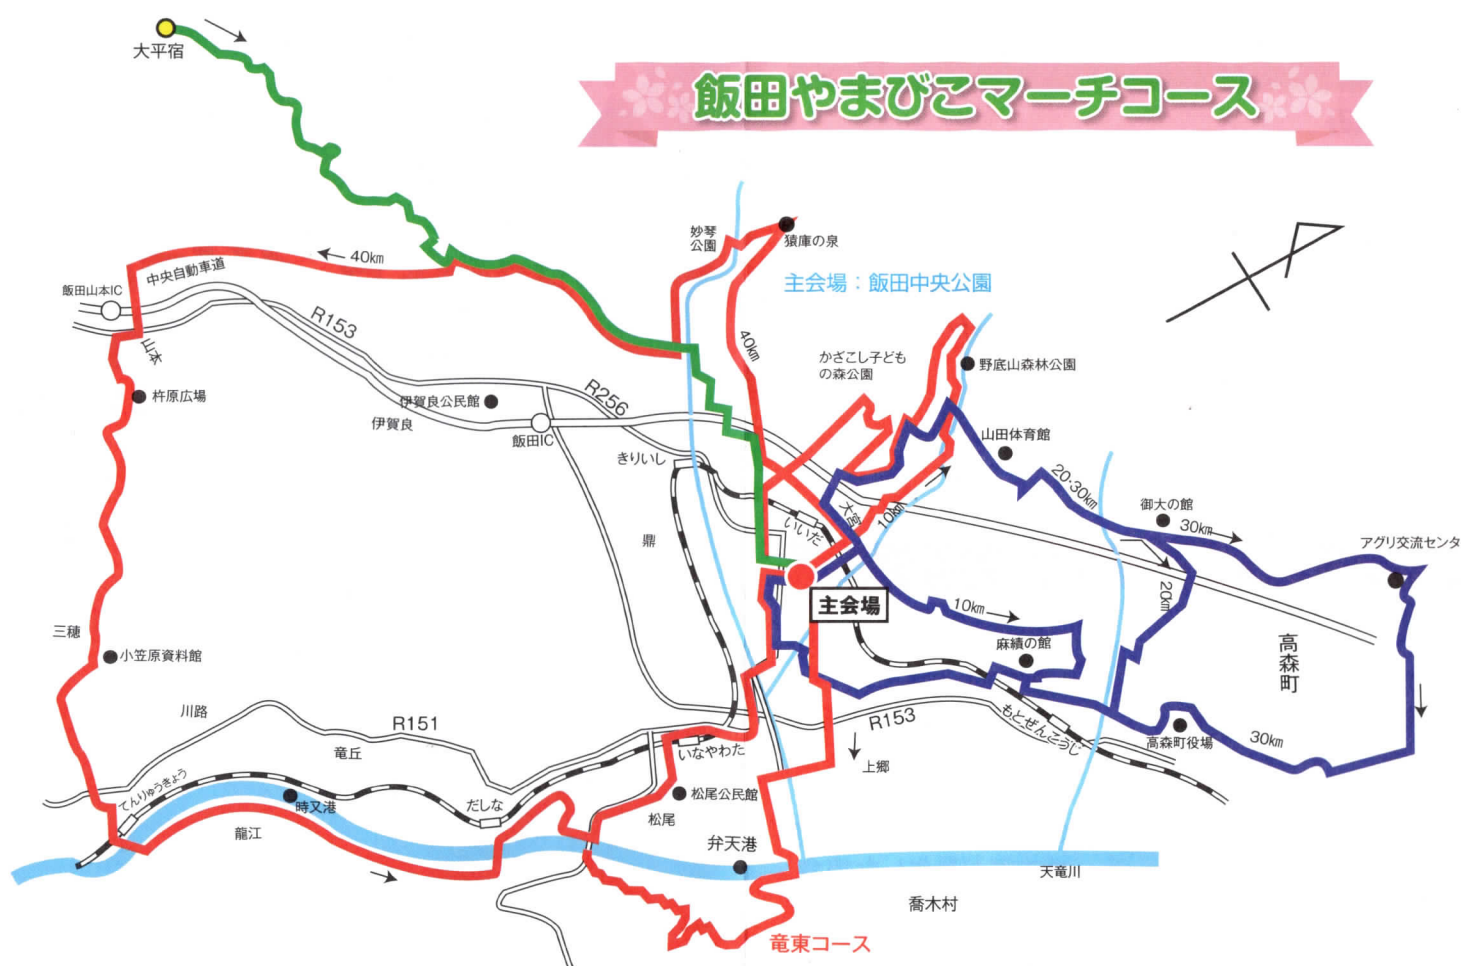 大平宿
飯田やまびこマーチコース
妙琴
公園
猿庫の泉
40km
中央自動車道
主会場：飯田中央公園
飯田山本IC
R153
山本
40km
かざこし子ども
の森公園
野底山森林公園
杵原広場
伊賀良公民館
伊賀良
R256
飯田IC
きりいし
山田体育館
20·30km
御大の館
30km
アグリ交流センタ
大宮
10km
いいだ
鼎
20km
主会場
10km
麻績の館
高森町
三穂
小笠原資料館
川路
R151
竜丘
R153
もとぜんこうじ
高森町役場
30km
いなやわた
上郷
てんりゅうきょう
時又港
だしな
松尾公民館
松尾
龍江
弁天港
天竜川
喬木村
竜東コース